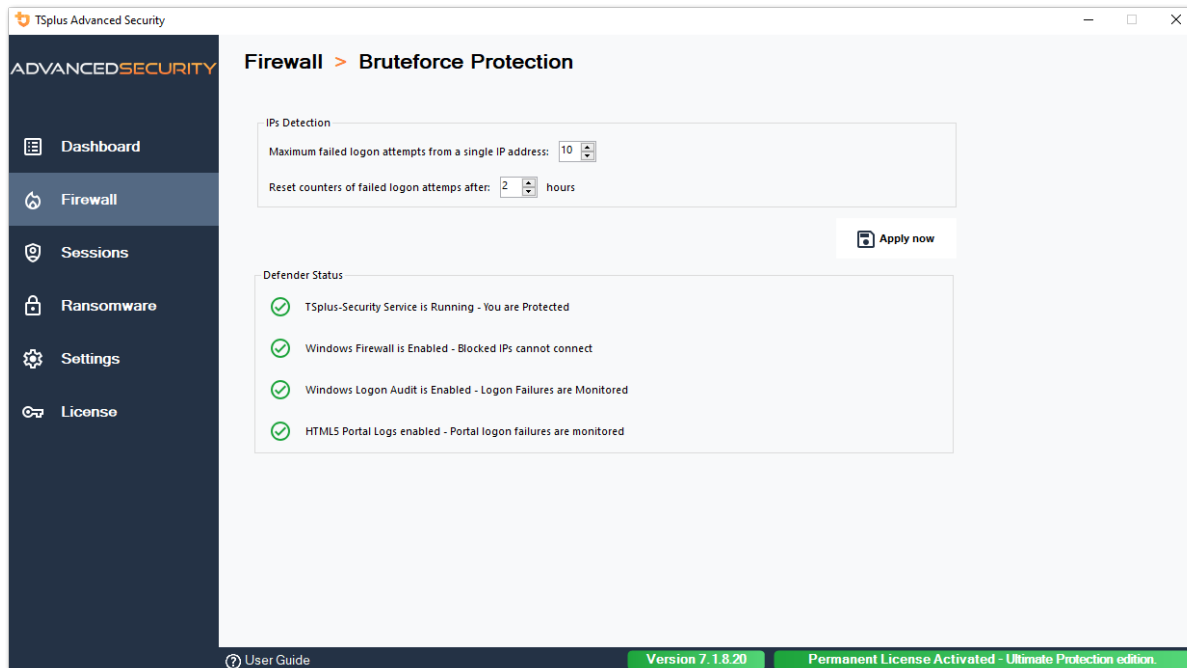 TSplus Advanced Security
ADVANCEDSECURITY
Firewall > Bruteforce Protection
Dashboard
Firewall
Sessions
Ransomware
Settings
License
IPs Detection
Maximum failed logon attempts from a single IP address: 10
Reset counters of failed logon attemps after: 2 hours
Apply now
Defender Status
TSplus-Security Service is Running - You are Protected
Windows Firewall is Enabled - Blocked IPs cannot connect
Windows Logon Audit is Enabled - Logon Failures are Monitored
HTML5 Portal Logs enabled - Portal logon failures are monitored
User Guide
Version 7.1.8.20
Permanent License Activated - Ultimate Protection edition.